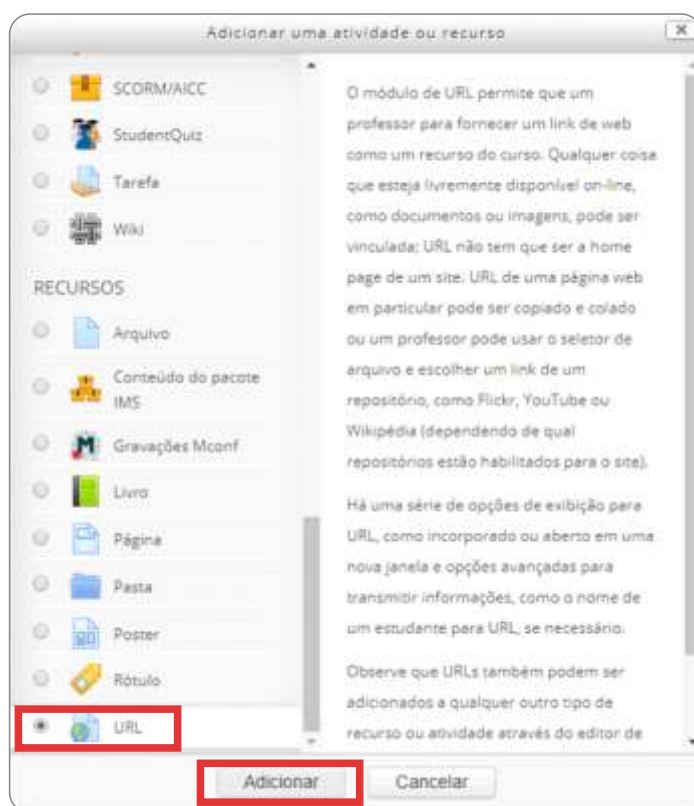 Adicionar uma atividade ou recurso
SCORM/AICC
StudentQuiz
Tarefa
Wiki
RECURSOS
Arquivo
Conteúdo do pacote
IMS
Gravações Mconf
Livro
Página
Pasta
Poster
Rótulo
URL
O módulo de URL permite que um
professor para fornecer um link de web
como um recurso do curso. Qualquer coisa
que esteja livremente disponível on-line,
como documentos ou imagens, pode ser
vinculada; URL não tem que ser a home
page de um site. URL de uma página web
em particular pode ser copiado e colado
ou um professor pode usar o seletor de
arquivo e escolher um link de um
repositório, como Flickr, YouTube ou
Wikipédia (dependendo de qual
repositórios estão habilitados para o site).
Há uma série de opções de exibição para
URL, como incorporado ou aberto em uma
nova janela e opções avançadas para
transmitir informações, como o nome de
um estudante para URL, se necessário.
Observe que URLs também podem ser
adicionados a qualquer outro tipo de
recurso ou atividade através do editor de
Adicionar
Cancelar